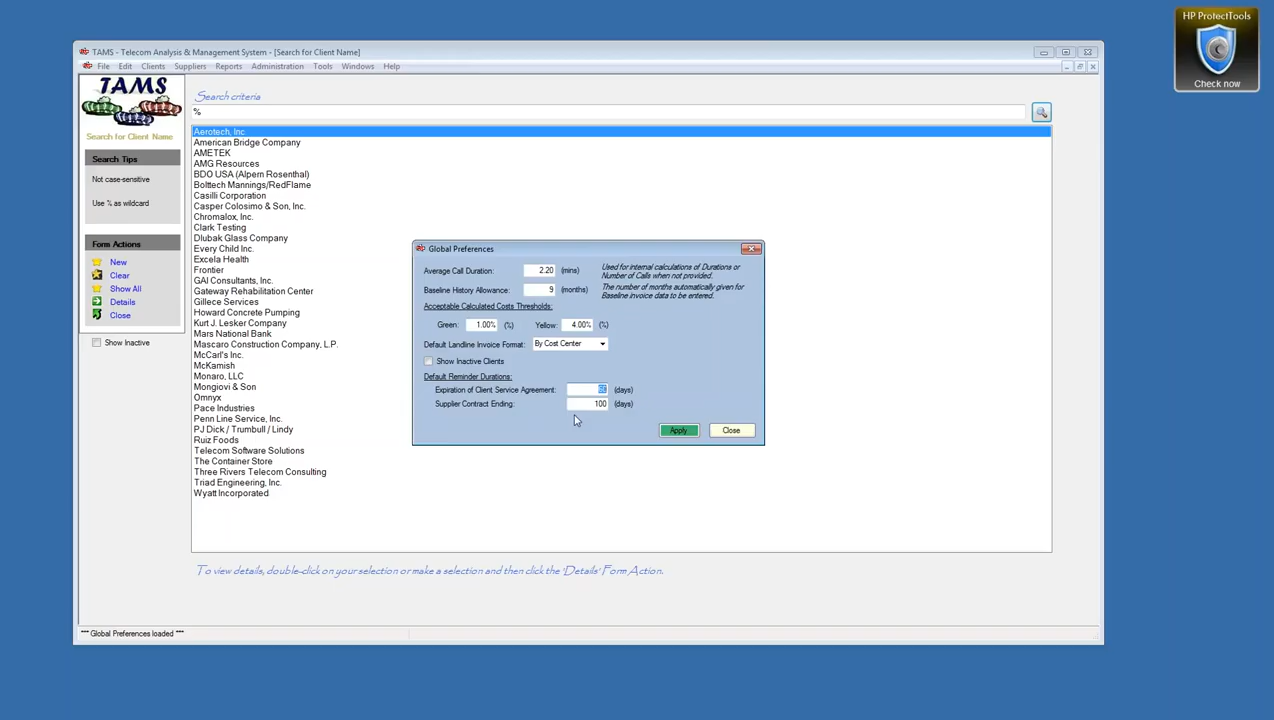 HP ProtectTools
Check now
TAMS - Telecom Analysis & Management System - [Search for Client Name]
File Edit Clients Suppliers Reports Administration Tools Windows Help
TAMS
Search for Client Name
Search Tips
Not case-sensitive
Use % as wildcard
Form Actions
New
Clear
Show All
Details
Close
Show Inactive
Search criteria
%
Aerotech, Inc.
American Bridge Company
AMETEK
AMG Resources
BDO USA (Alpern Rosenthal)
Bolttech Mannings/RedFlame
Casilli Corporation
Casper Colosimo & Son, Inc.
Chromalox, Inc.
Clark Testing
Dlubak Glass Company
Every Child Inc.
Excela Health
Frontier
GAI Consultants, Inc.
Gateway Rehabilitation Center
Gillece Services
Howard Concrete Pumping
Kurt J. Lesker Company
Mars National Bank
Mascaro Construction Company, L.P.
McCarl's Inc.
McKamish
Monaro, LLC
Mongiovi & Son
Omnyx
Pace Industries
Penn Line Service, Inc.
PJ Dick / Trumbull / Lindy
Ruiz Foods
Telecom Software Solutions
The Container Store
Three Rivers Telecom Consulting
Triad Engineering, Inc.
Wyatt Incorporated
Global Preferences
Average Call Duration: 2.20 (mins)
Used for internal calculations of Durations or
Number of Calls when not provided.
Baseline History Allowance: 9 (months)
The number of months automatically given for
Baseline invoice data to be entered.
Acceptable Calculated Costs Thresholds:
Green: 1.00% (%) Yellow: 4.00% (%)
Default Landline Invoice Format: By Cost Center
Show Inactive Clients
Default Reminder Durations:
Expiration of Client Service Agreement: (days)
Supplier Contract Ending: 100 (days)
Apply Close
To view details, double-click on your selection or make a selection and then click the 'Details' Form Action.
*** Global Preferences loaded ***